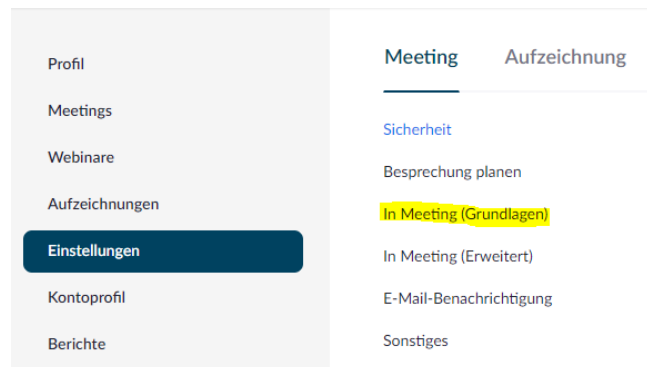 Profil
Meetings
Webinare
Aufzeichnungen
Einstellungen
Kontoprofil
Berichte
Meeting Aufzeichnung
Sicherheit
Besprechung planen
In Meeting (Grundlagen)
In Meeting (Erweitert)
E-Mail-Benachrichtigung
Sonstiges